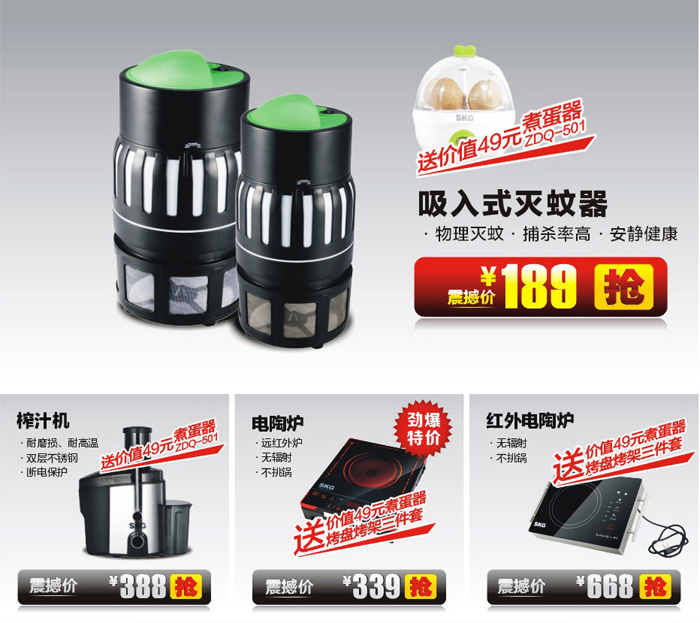 SKG
送价值49元煮蛋器
ZDQ-501
吸入式灭蚊器
·物理灭蚊·捕杀率高·安静健康
震撼价
¥189
抢
榨汁机
·耐磨损、耐高温
·双层不锈钢
·断电保护
送价值49元煮蛋器
ZDQ-501
SKG
震撼价
¥388
抢
电陶炉
·远红外炉
·无辐射
·不挑锅
劲爆
特价
SKG
送价值49元煮蛋器
烤盘烤架三件套
震撼价
¥339
抢
红外电陶炉
·无辐射
·不挑锅
送价值49元煮蛋器
烤盘烤架三件套
SKG
震撼价
¥668
抢